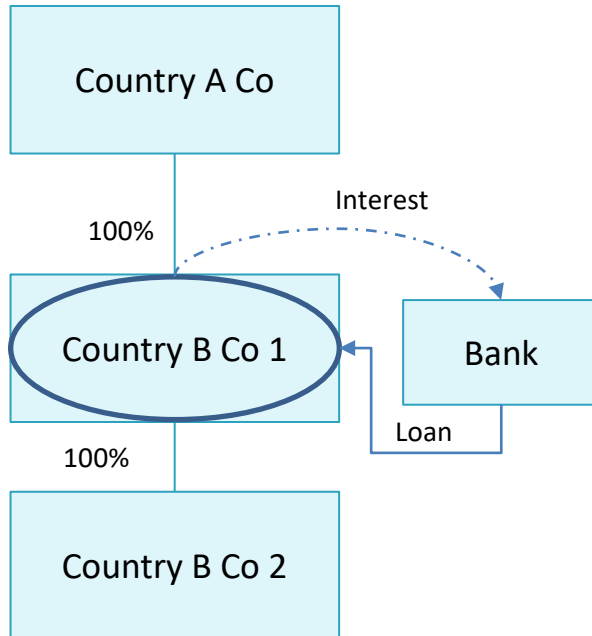 Country A Co
Interest
100%
Country B Co 1
Bank
Loan
100%
Country B Co 2